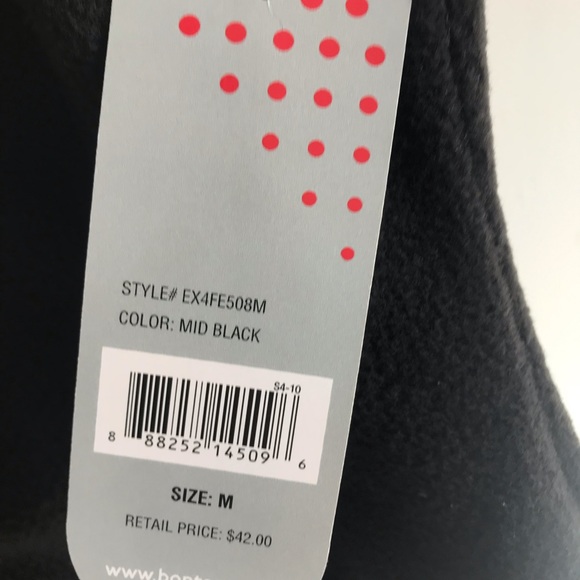 STYLE# EX4FE508M
COLOR: MID BLACK
S4-10
8 88252 14509 6
SIZE: M
RETAIL PRICE: $42.00